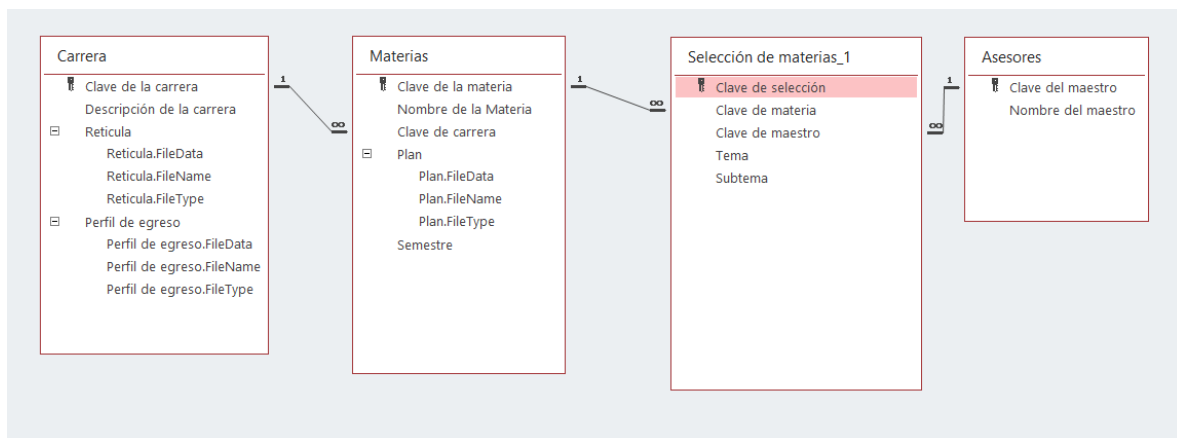 Carrera
Clave de la carrera
Descripción de la carrera
Reticula
Reticula.FileData
Reticula.FileName
Reticula.FileType
Perfil de egreso
Perfil de egreso.FileData
Perfil de egreso.FileName
Perfil de egreso.FileType
1
∞
Materias
Clave de la materia
Nombre de la Materia
Clave de carrera
Plan
Plan.FileData
Plan.FileName
Plan.FileType
Semestre
1
∞
Selección de materias_1
Clave de selección
Clave de materia
Clave de maestro
Tema
Subtema
1
∞
Asesores
Clave del maestro
Nombre del maestro